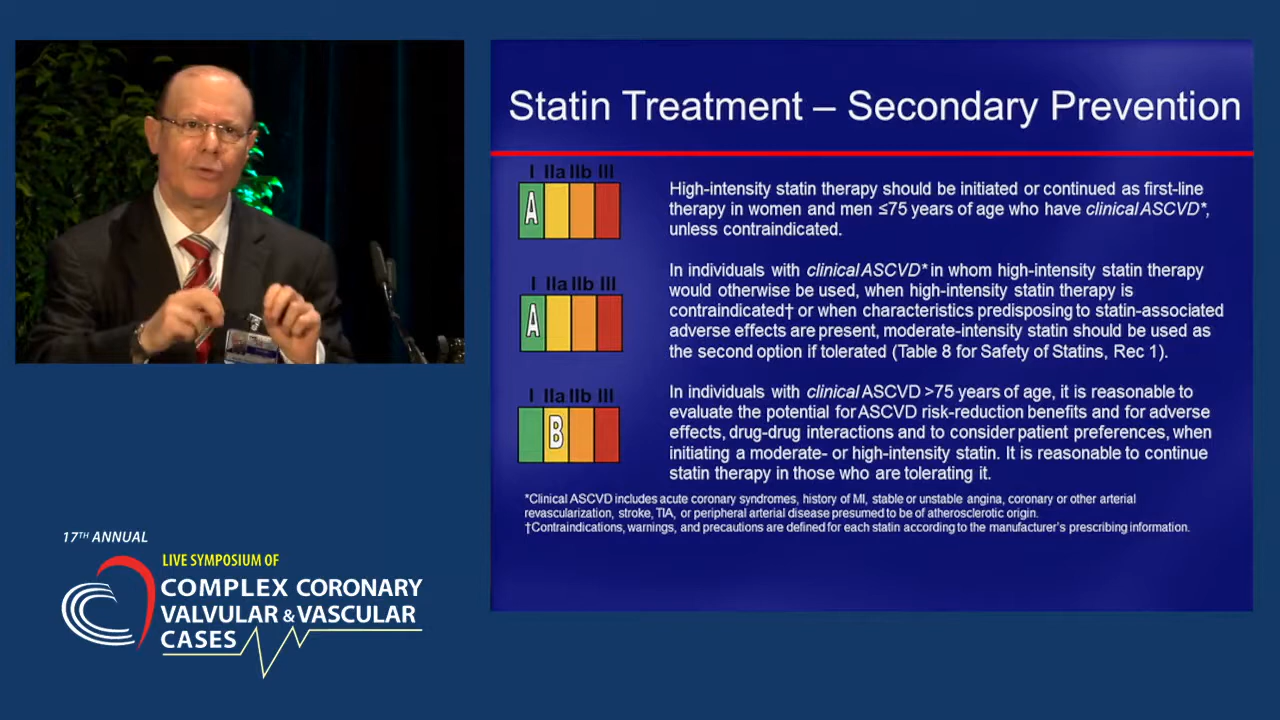 Statin Treatment – Secondary Prevention
I IIa IIb III
A
High-intensity statin therapy should be initiated or continued as first-line
therapy in women and men ≤75 years of age who have clinical ASCVD*,
unless contraindicated.
I IIa IIb III
A
In individuals with clinical ASCVD* in whom high-intensity statin therapy
would otherwise be used, when high-intensity statin therapy is
contraindicated† or when characteristics predisposing to statin-associated
adverse effects are present, moderate-intensity statin should be used as
the second option if tolerated (Table 8 for Safety of Statins, Rec 1).
I IIa IIb III
B
In individuals with clinical ASCVD >75 years of age, it is reasonable to
evaluate the potential for ASCVD risk-reduction benefits and for adverse
effects, drug-drug interactions and to consider patient preferences, when
initiating a moderate- or high-intensity statin. It is reasonable to continue
statin therapy in those who are tolerating it.
*Clinical ASCVD includes acute coronary syndromes, history of MI, stable or unstable angina, coronary or other arterial
revascularization, stroke, TIA, or peripheral arterial disease presumed to be of atherosclerotic origin.
†Contraindications, warnings, and precautions are defined for each statin according to the manufacturer's prescribing information.
17TH ANNUAL
LIVE SYMPOSIUM OF
COMPLEX CORONARY
VALVULAR & VASCULAR
CASES